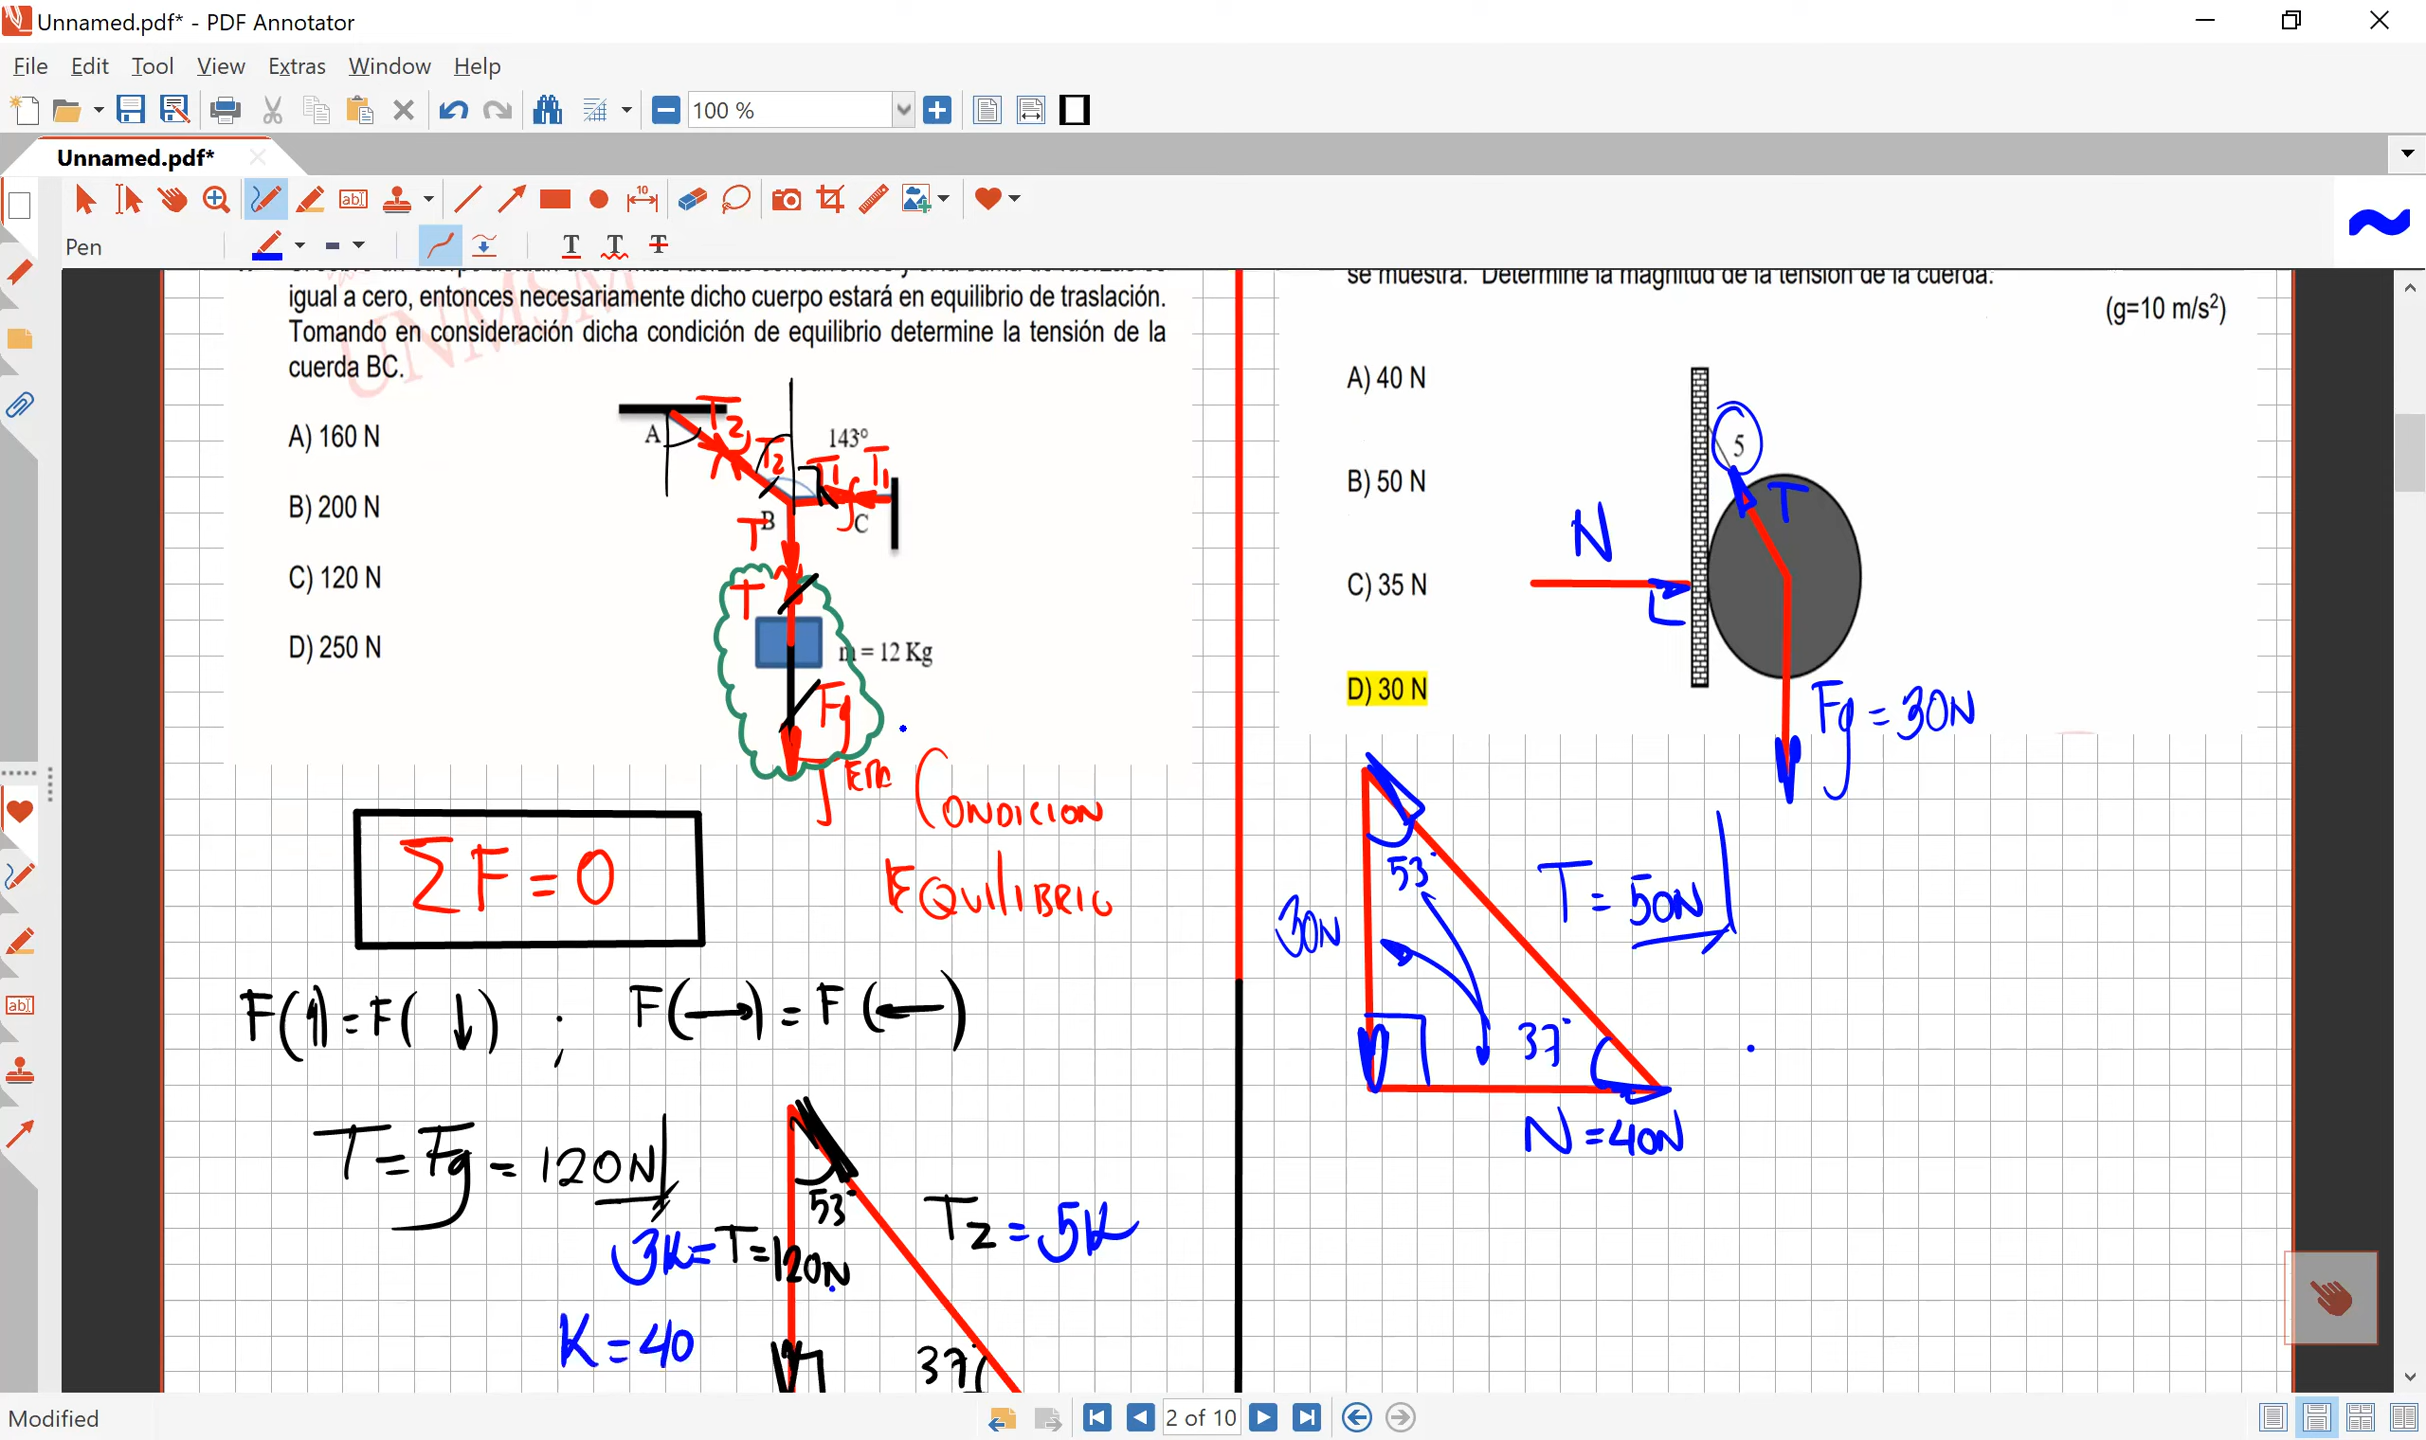 Unnamed.pdf* - PDF Annotator
File Edit Tool View Extras Window Help
100 %
Unnamed.pdf*
Pen
igual a cero, entonces necesariamente dicho cuerpo estará en equilibrio de traslación.
Tomando en consideración dicha condición de equilibrio determine la tensión de la
cuerda BC.
UNMSM
A) 160 N
B) 200 N
C) 120 N
D) 250 N
A
T2
T2
143°
T1
T1
B
C
T
T
m = 12 Kg
Fg
CONDICION
EQUILIBRIO
ΣF = 0
F(↑) = F(↓) ; F(→) = F(←)
T = Fg = 120N
3K = T = 120N
53°
T2 = 5K
K = 40
37°
se muestra. Determine la magnitud de la tensión de la cuerda.
(g=10 m/s²)
A) 40 N
B) 50 N
C) 35 N
D) 30 N
5
T
N
Fg = 30N
53°
30N
T = 50N
37°
N = 40N
Modified
2 of 10